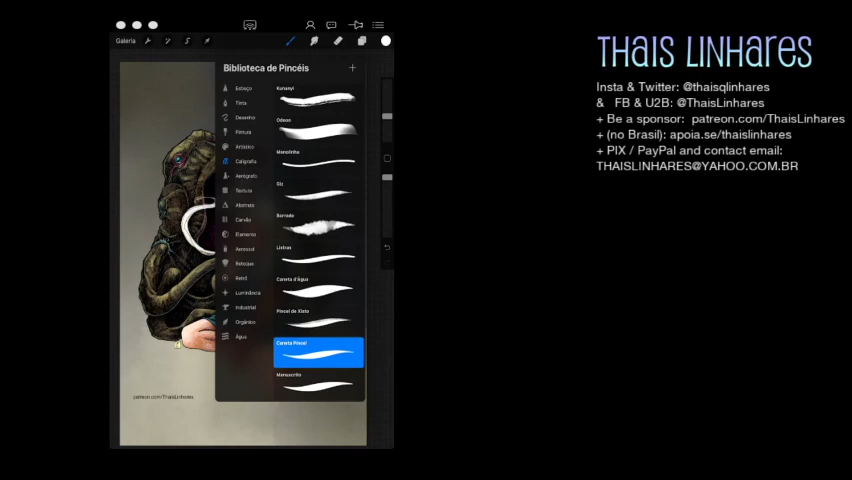 THAIS LINHARES
Insta & Twitter: @thaisqlinhares
& FB & U2B: @ThaisLinhares
+ Be a sponsor: patreon.com/ThaisLinhares
+ (no Brasil): apoia.se/thaislinhares
+ PIX / PayPal and contact email:
THAISLINHARES@YAHOO.COM.BR
Galeria
Biblioteca de Pincéis
Esboço
Tinta
Desenho
Pintura
Artístico
Caligrafia
Aerógrafo
Textura
Abstrato
Carvão
Elemento
Aerossol
Retoque
Retrô
Luminância
Industrial
Orgânico
Água
Kunanyi
Odeon
Monolinha
Giz
Barrada
Listras
Caneta d'Água
Pincel de Xisto
Caneta Pincel
Manuscrito
patreon.com/ThaisLinhares